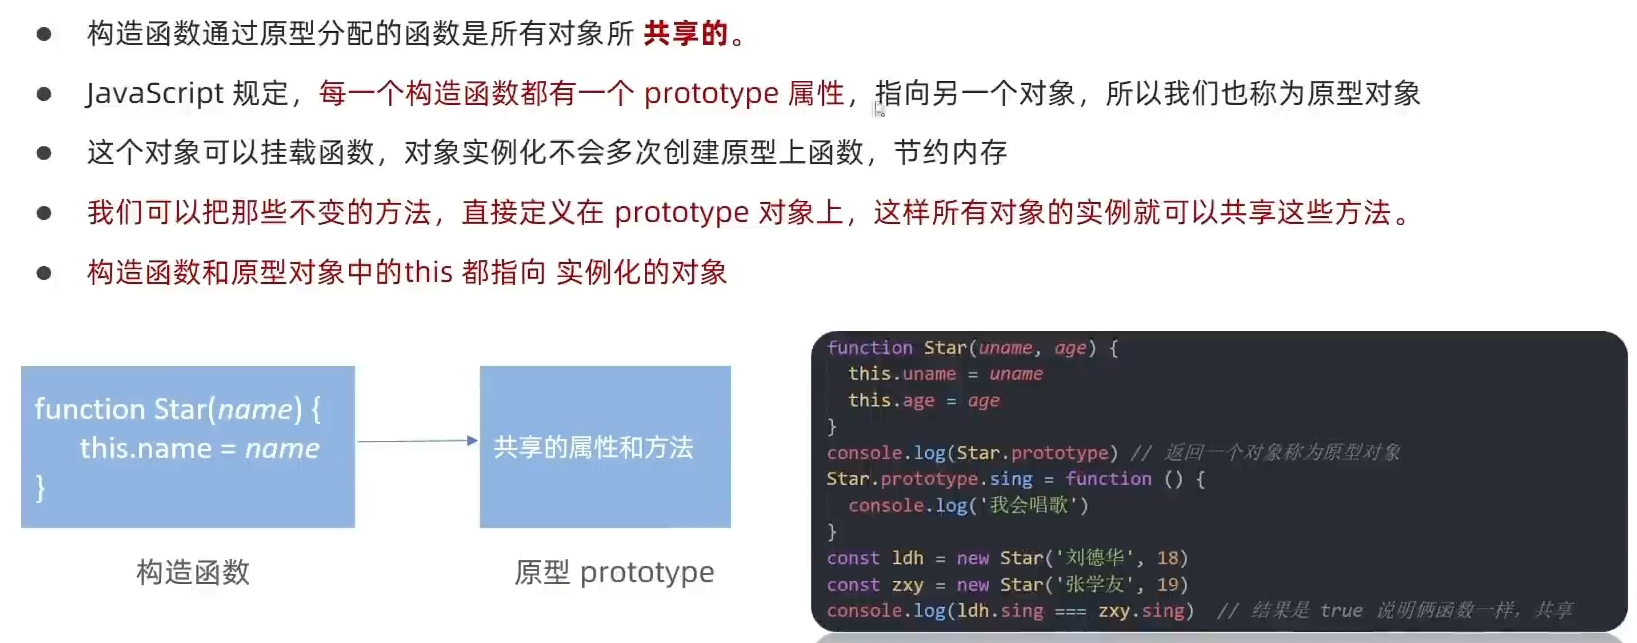 构造函数通过原型分配的函数是所有对象所 共享的。
JavaScript 规定，每一个构造函数都有一个 prototype 属性，指向另一个对象，所以我们也称为原型对象
这个对象可以挂载函数，对象实例化不会多次创建原型上函数，节约内存
我们可以把那些不变的方法，直接定义在 prototype 对象上，这样所有对象的实例就可以共享这些方法。
构造函数和原型对象中的this 都指向 实例化的对象
function Star(name) {
this.name = name
}
构造函数
共享的属性和方法
原型 prototype
function Star(uname, age) {
this.uname = uname
this.age = age
}
console.log(Star.prototype) // 返回一个对象称为原型对象
Star.prototype.sing = function () {
console.log('我会唱歌')
}
const ldh = new Star('刘德华', 18)
const zxy = new Star('张学友', 19)
console.log(ldh.sing === zxy.sing) // 结果是 true 说明俩函数一样，共享